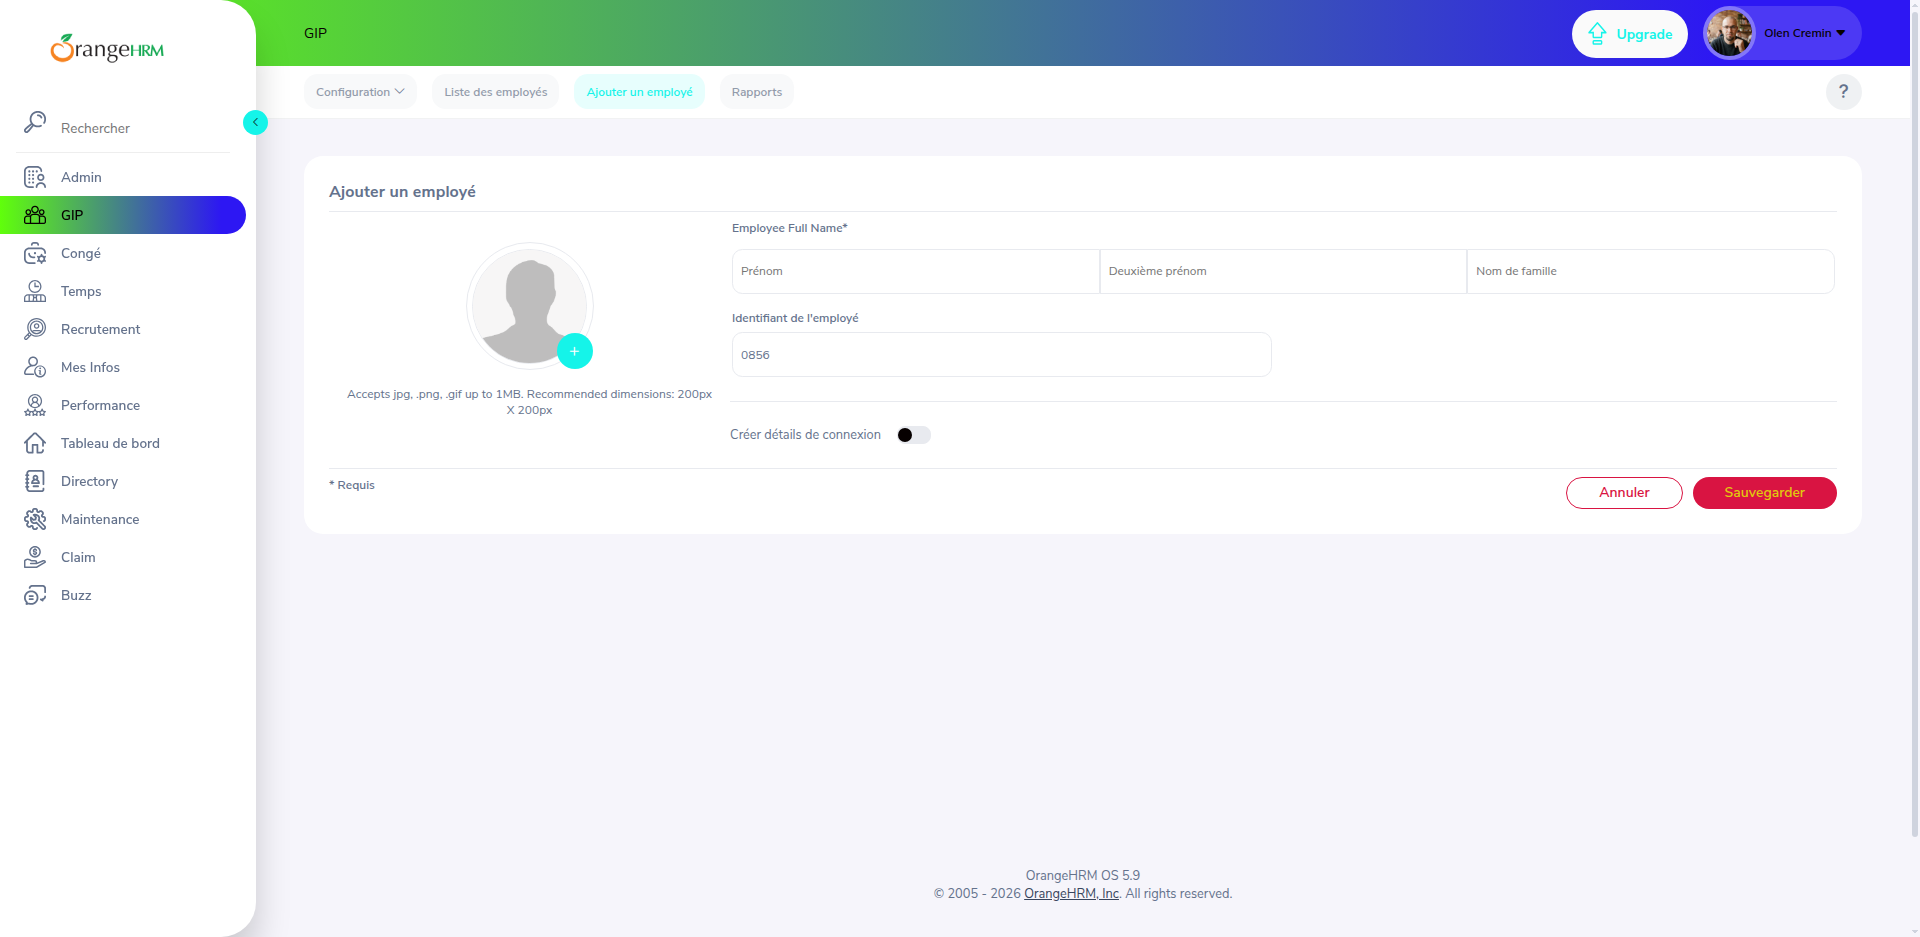 OrangeHRM
Rechercher
Admin
GIP
Congé
Temps
Recrutement
Mes Infos
Performance
Tableau de bord
Directory
Maintenance
Claim
Buzz
GIP
Upgrade
Olen Cremin
Configuration
Liste des employés
Ajouter un employé
Rapports
?
Ajouter un employé
Accepts jpg, .png, .gif up to 1MB. Recommended dimensions: 200px
X 200px
Employee Full Name*
Prénom
Deuxième prénom
Nom de famille
Identifiant de l'employé
0856
Créer détails de connexion
* Requis
Annuler
Sauvegarder
OrangeHRM OS 5.9
© 2005 - 2026 OrangeHRM, Inc. All rights reserved.